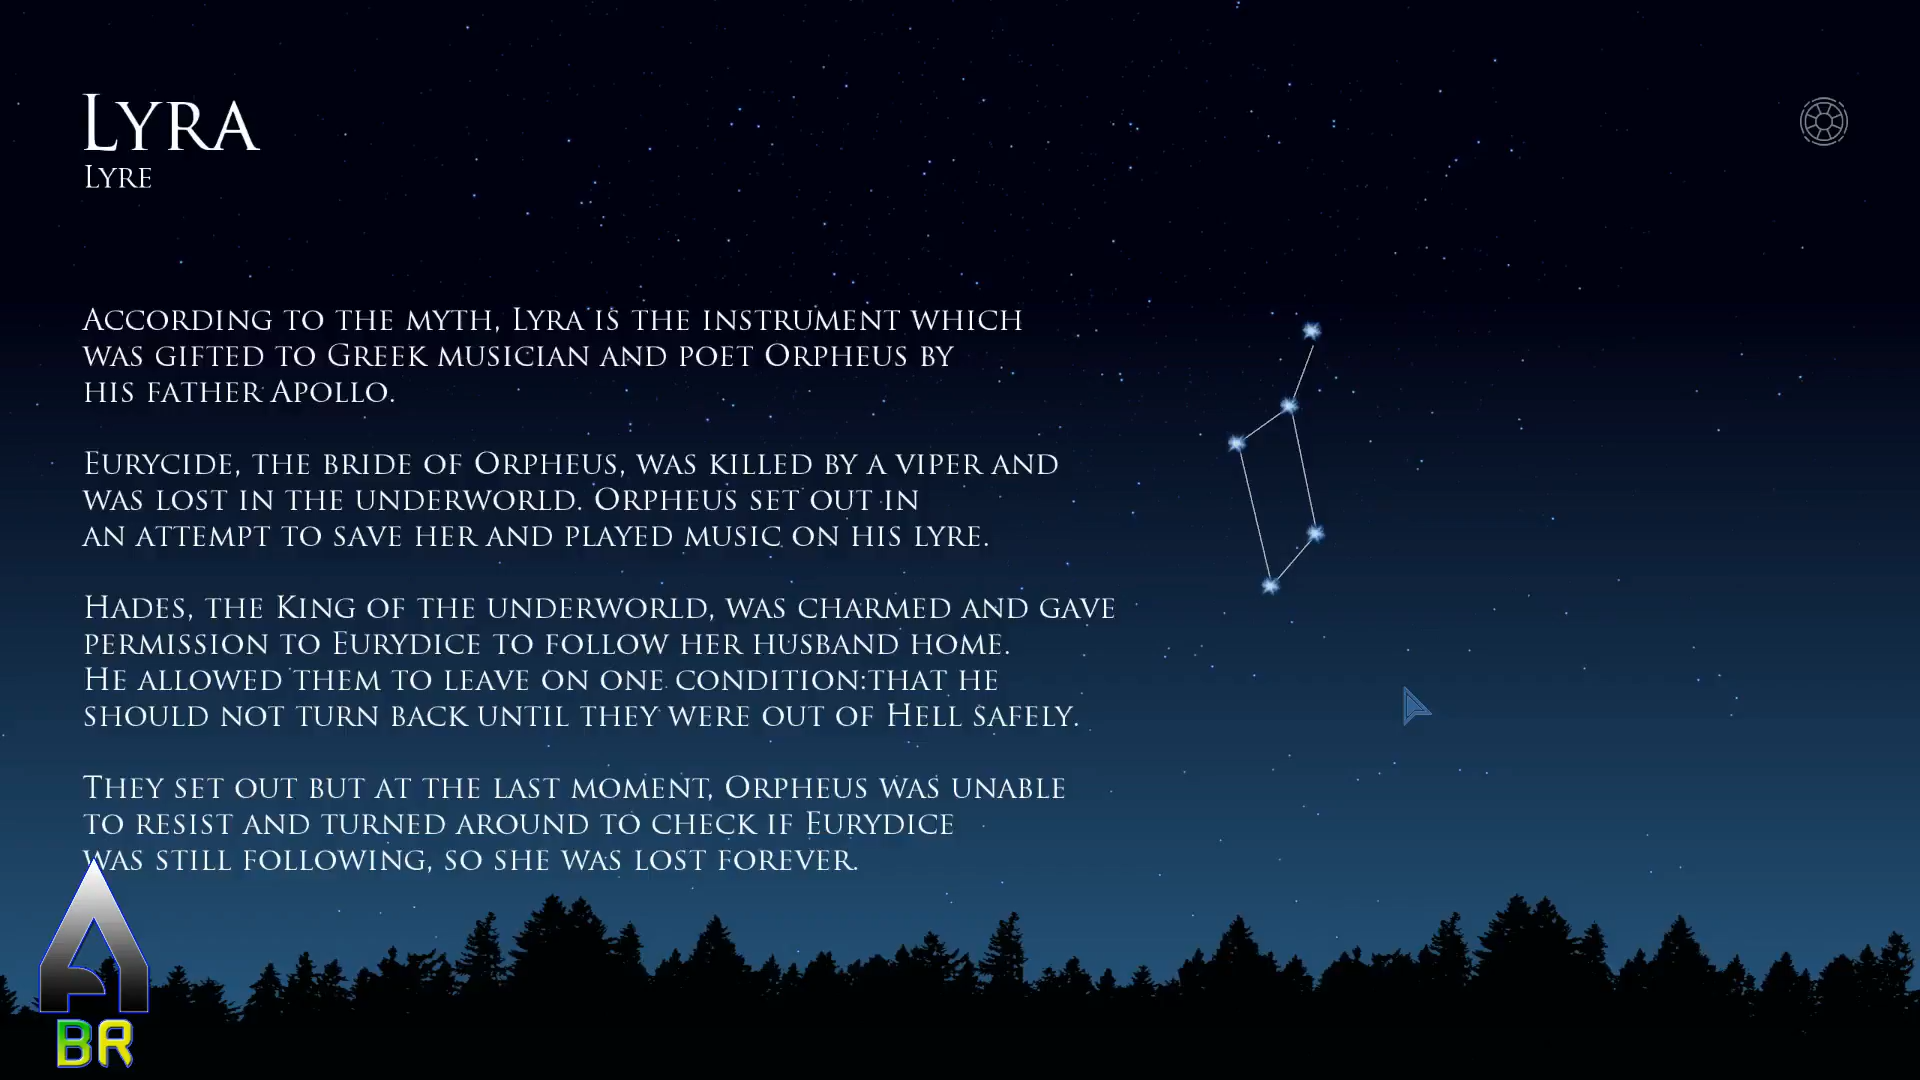 Lyra
Lyre
According to the myth, Lyra is the instrument which
was gifted to Greek musician and poet Orpheus by
his father Apollo.
Eurycide, the bride of Orpheus, was killed by a viper and
was lost in the underworld. Orpheus set out in
an attempt to save her and played music on his lyre.
Hades, the King of the underworld, was charmed and gave
permission to Eurydice to follow her husband home.
He allowed them to leave on one condition:that he
should not turn back until they were out of Hell safely.
They set out but at the last moment, Orpheus was unable
to resist and turned around to check if Eurydice
was still following, so she was lost forever.
A
BR